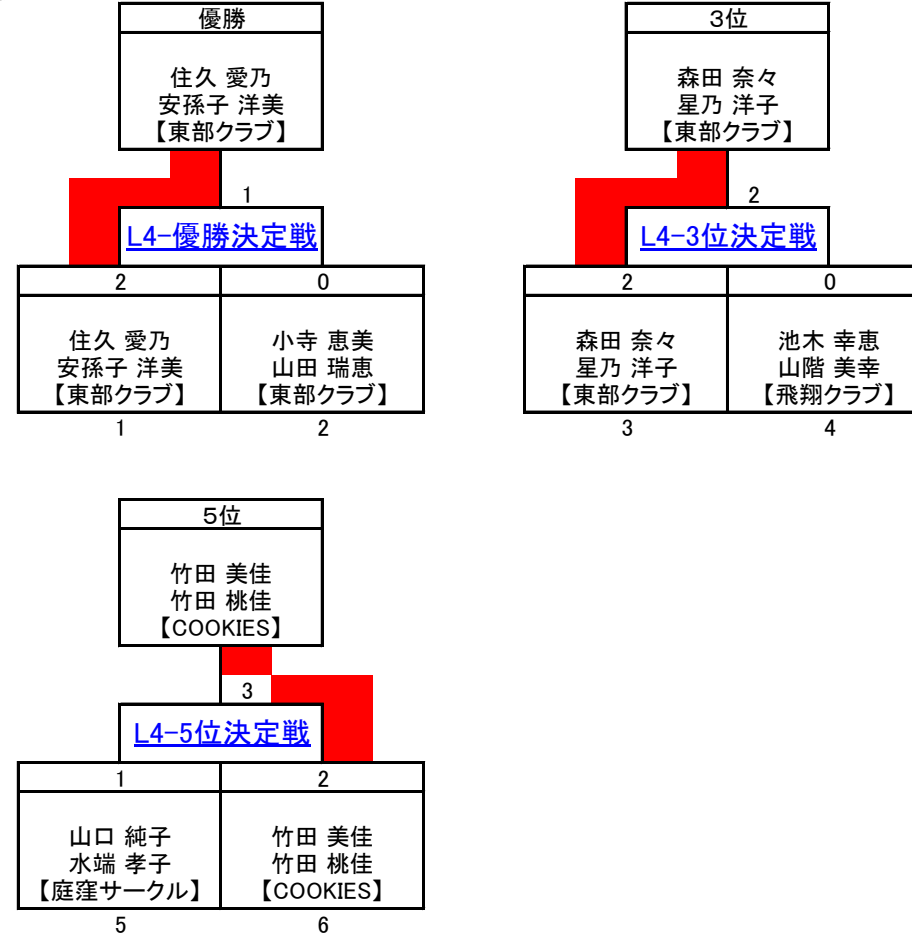 優勝
住久 愛乃
安孫子 洋美
【東部クラブ】
1
L4-優勝決定戦
2 0
住久 愛乃
安孫子 洋美
【東部クラブ】
小寺 恵美
山田 瑞恵
【東部クラブ】
1 2
3位
森田 奈々
星乃 洋子
【東部クラブ】
2
L4-3位決定戦
2 0
森田 奈々
星乃 洋子
【東部クラブ】
池木 幸恵
山階 美幸
【飛翔クラブ】
3 4
5位
竹田 美佳
竹田 桃佳
【COOKIES】
3
L4-5位決定戦
1 2
山口 純子
水端 孝子
【庭窪サークル】
竹田 美佳
竹田 桃佳
【COOKIES】
5 6